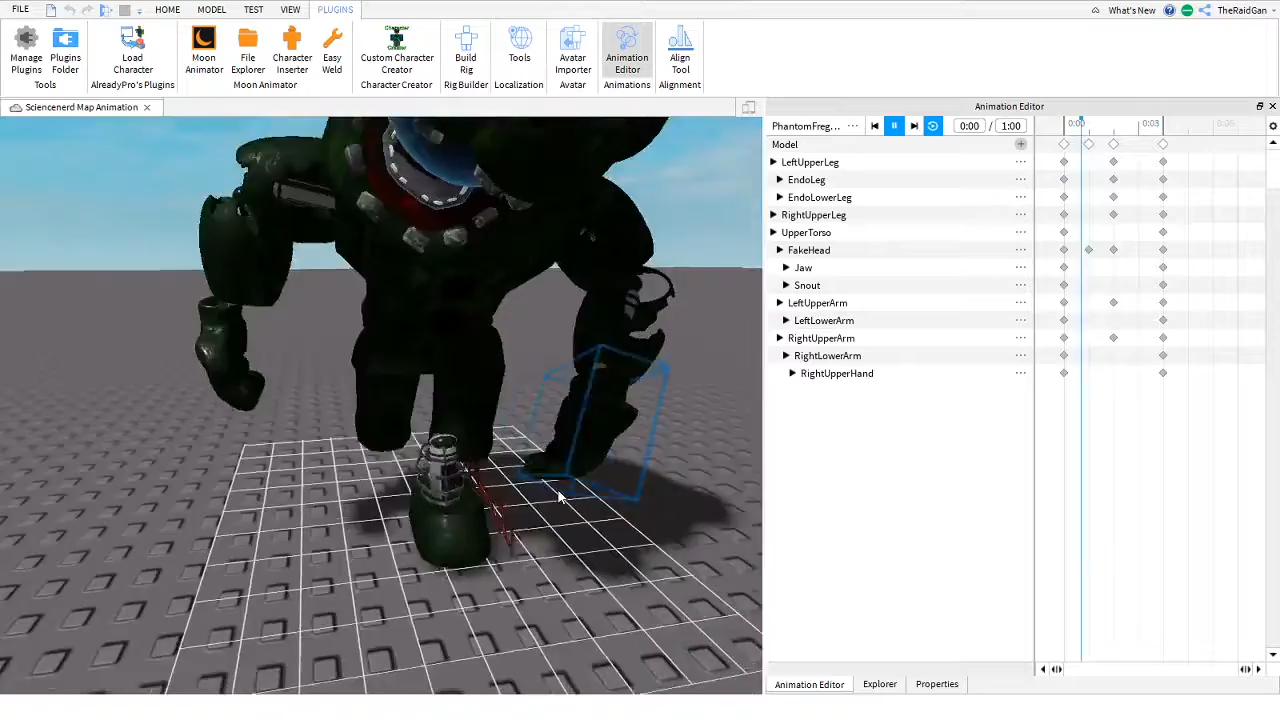 FILE HOME MODEL TEST VIEW PLUGINS What's New TheRaidGan
Manage Plugins
Plugins Folder
Tools
Load Character
AlreadyPro's Plugins
Moon Animator
File Explorer
Character Inserter
Easy Weld
Moon Animator
Custom Character Creator
Character Creator
Build Rig
Rig Builder
Tools
Localization
Avatar Importer
Avatar
Animation Editor
Animations
Align Tool
Alignment
Sciencenerd Map Animation
Animation Editor
PhantomFreg... 0:00 / 1:00 0:00 0:03
Model
LeftUpperLeg
EndoLeg
EndoLowerLeg
RightUpperLeg
UpperTorso
FakeHead
Jaw
Snout
LeftUpperArm
LeftLowerArm
RightUpperArm
RightLowerArm
RightUpperHand
Animation Editor Explorer Properties